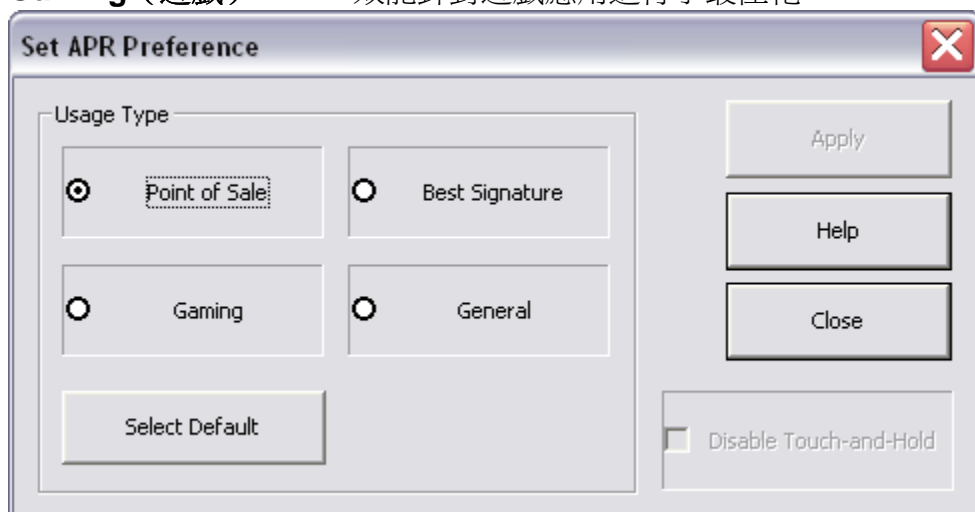 Set APR Preference
Usage Type
Point of Sale
Best Signature
Gaming
General
Select Default
Apply
Help
Close
Disable Touch-and-Hold